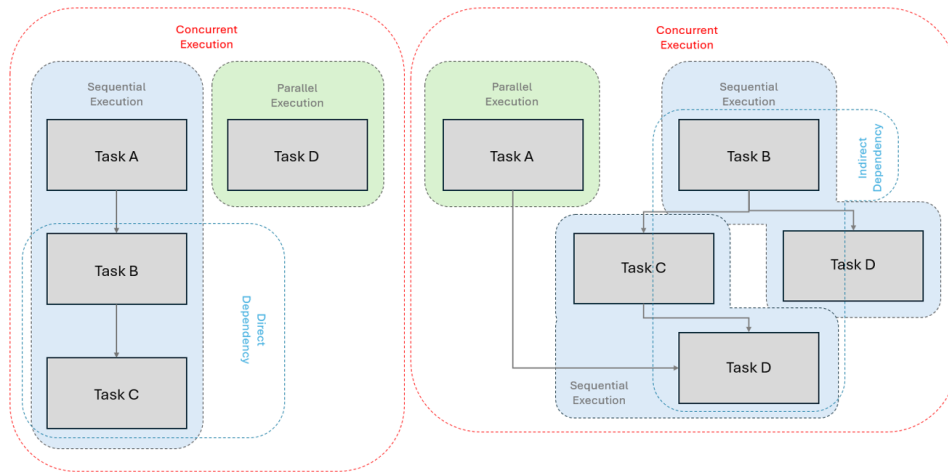 Concurrent
Execution
Sequential
Execution
Parallel
Execution
Task A
Task D
Task B
Direct
Dependency
Task C
Concurrent
Execution
Parallel
Execution
Sequential
Execution
Task A
Task B
Indirect
Dependency
Task C
Task D
Task D
Sequential
Execution